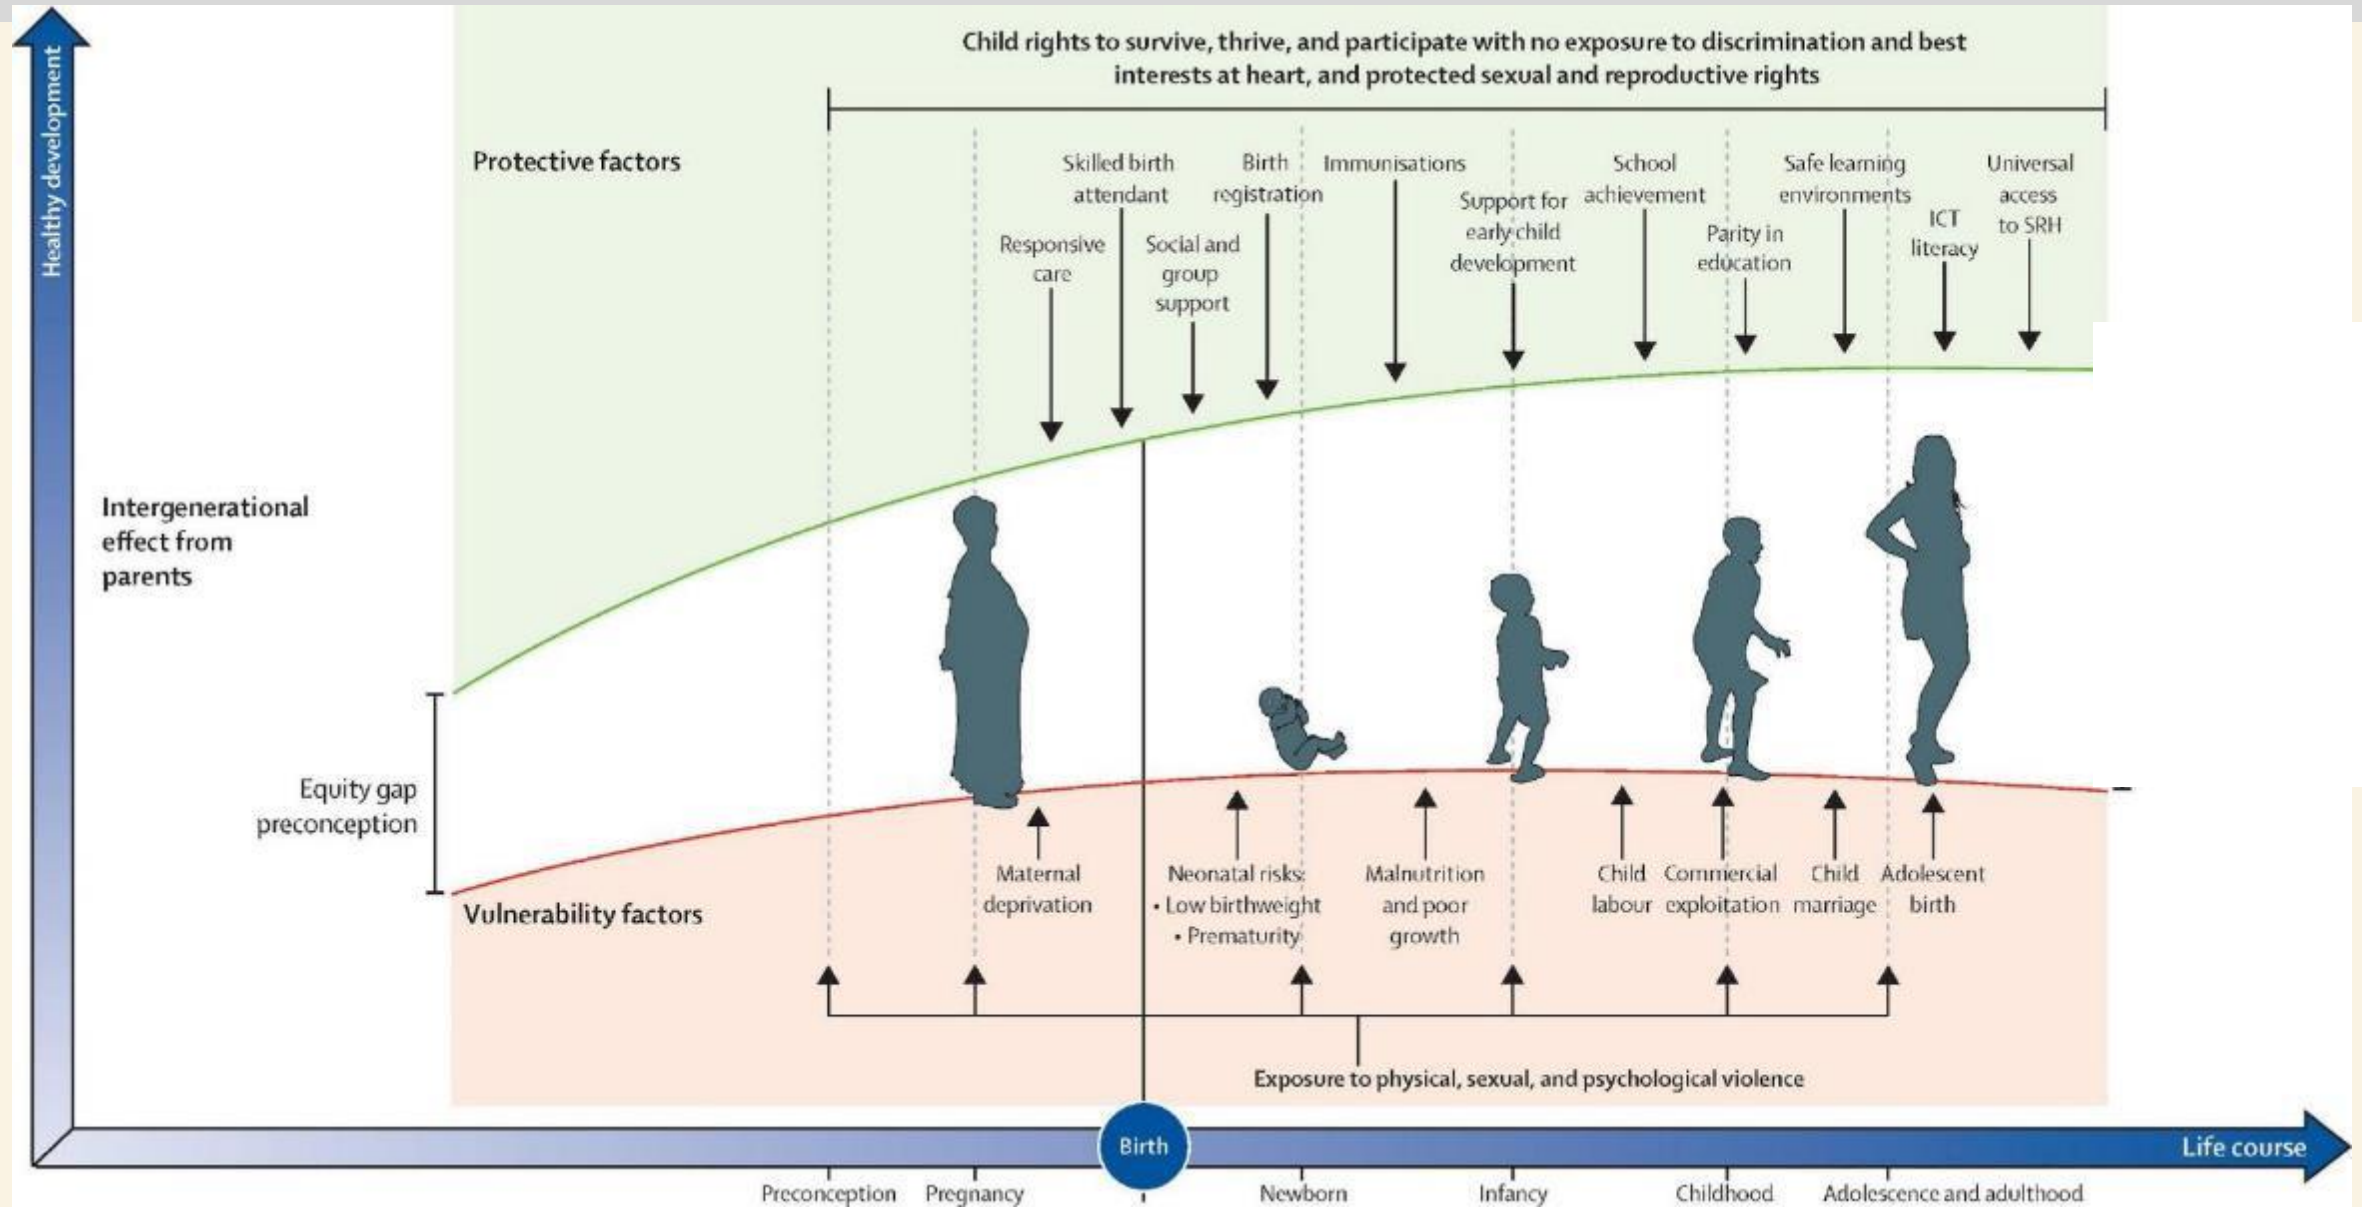 Healthy development
Child rights to survive, thrive, and participate with no exposure to discrimination and best
interests at heart, and protected sexual and reproductive rights
Protective factors
Responsive
care
Skilled birth
attendant
Social and
group
support
Birth
registration
Immunisations
Support for
early child
development
School
achievement
Parity in
education
Safe learning
environments
ICT
literacy
Universal
access
to SRH
Intergenerational
effect from
parents
Equity gap
preconception
Vulnerability factors
Maternal
deprivation
Neonatal risks:
• Low birthweight
• Prematurity
Malnutrition
and poor
growth
Child
labour
Commercial
exploitation
Child
marriage
Adolescent
birth
Exposure to physical, sexual, and psychological violence
Birth
Life course
Preconception
Pregnancy
Newborn
Infancy
Childhood
Adolescence and adulthood